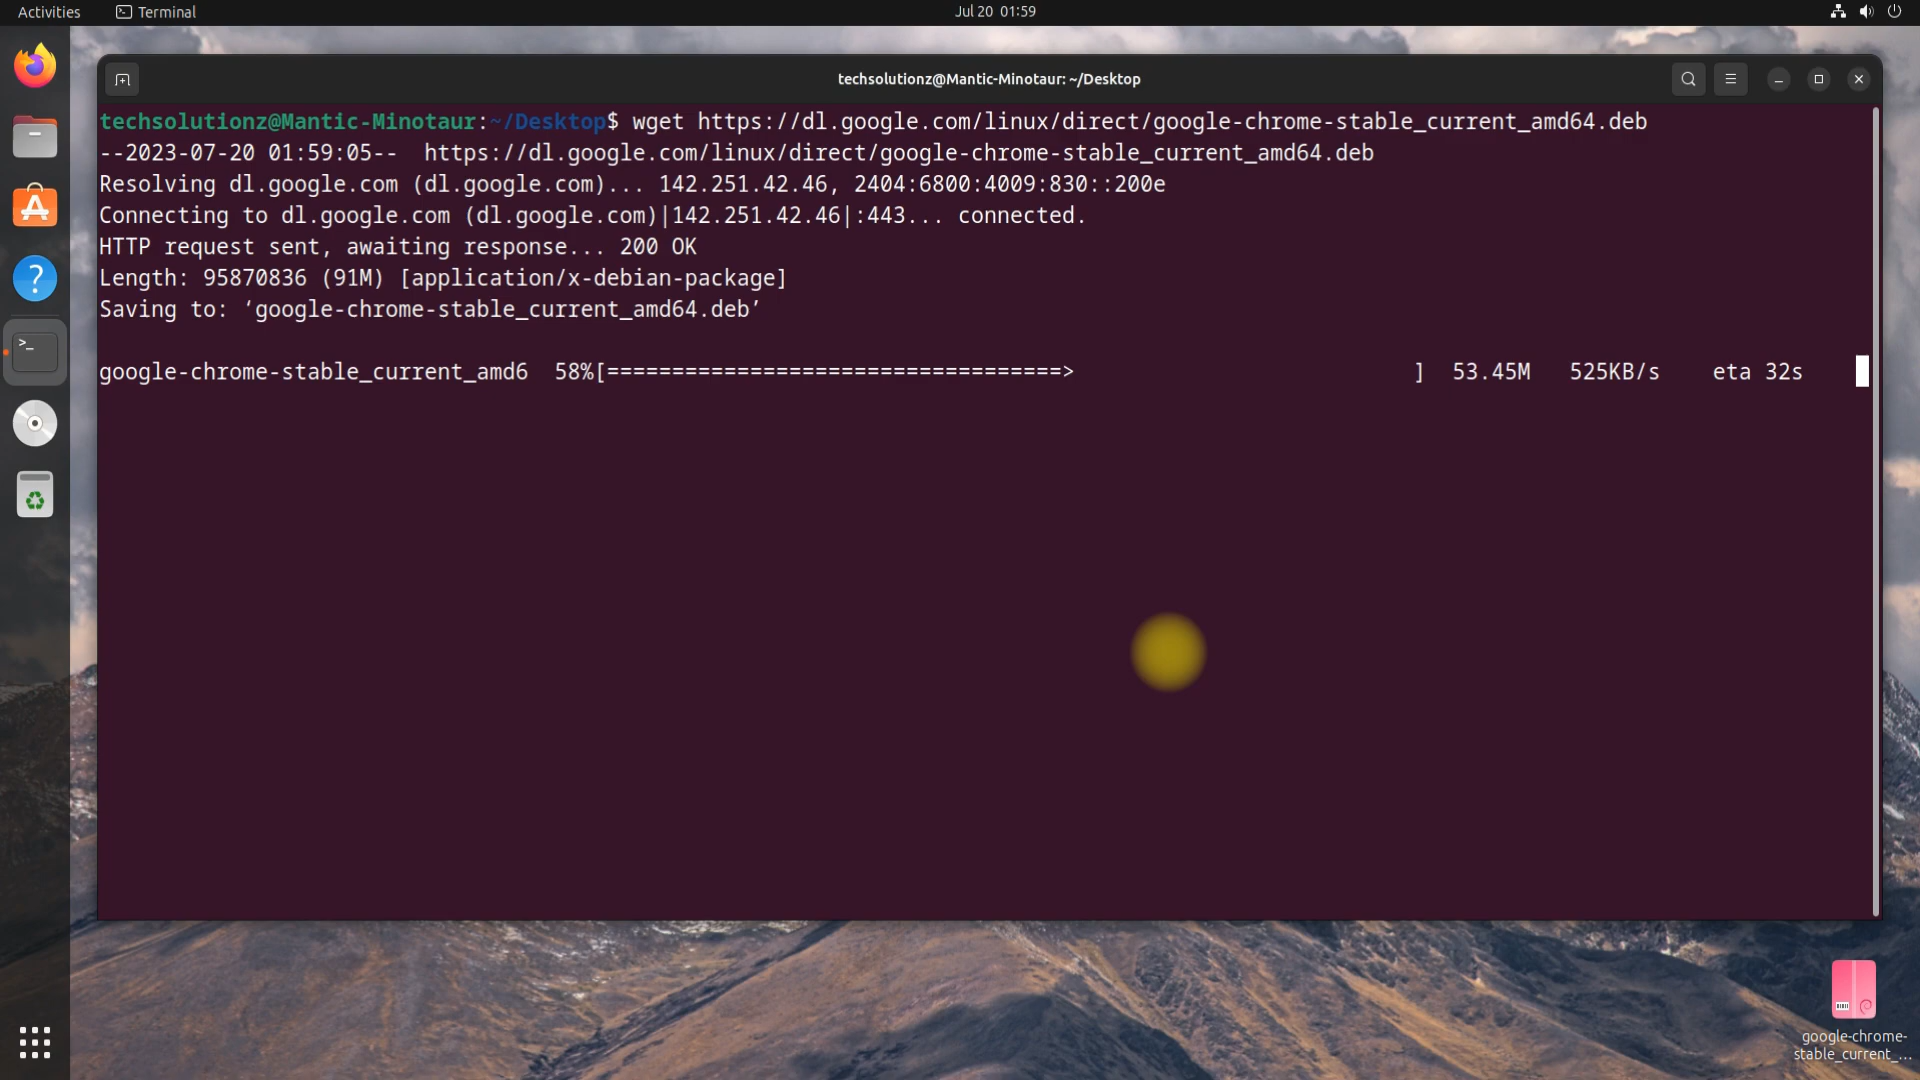 Activities
Terminal
Jul 20 01:59
techsolutionz@Mantic-Minotaur: ~/Desktop
techsolutionz@Mantic-Minotaur:~/Desktop$ wget https://dl.google.com/linux/direct/google-chrome-stable_current_amd64.deb
--2023-07-20 01:59:05-- https://dl.google.com/linux/direct/google-chrome-stable_current_amd64.deb
Resolving dl.google.com (dl.google.com)... 142.251.42.46, 2404:6800:4009:830::200e
Connecting to dl.google.com (dl.google.com)|142.251.42.46|:443... connected.
HTTP request sent, awaiting response... 200 OK
Length: 95870836 (91M) [application/x-debian-package]
Saving to: ‘google-chrome-stable_current_amd64.deb’
google-chrome-stable_current_amd6 58%[===================================> ] 53.45M 525KB/s eta 32s
google-chrome-
stable_current_...